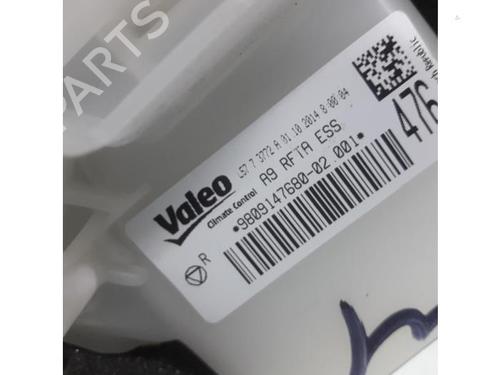 PARTS
L57.7 3772 A 01 10 2014 8:00:04
A9 RFTA ESS
Valeo
Climate Control
*9809147680-02 001*
R
476
Republic